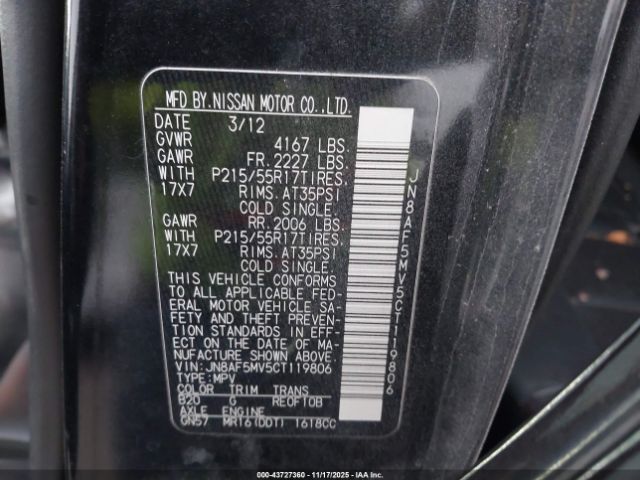 MFD BY.NISSAN MOTOR CO.,LTD.
DATE 3/12
GVWR 4167 LBS.
GAWR FR. 2227 LBS.
WITH P215/55R17TIRES.
17X7 RIMS.AT35PSI
COLD SINGLE.
GAWR RR. 2006 LBS.
WITH P215/55R17TIRES.
17X7 RIMS.AT35PSI
COLD SINGLE.
THIS VEHICLE CONFORMS
TO ALL APPLICABLE FED-
ERAL MOTOR VEHICLE SA-
FETY AND THEFT PREVEN-
TION STANDARDS IN EFF-
ECT ON THE DATE OF MA-
NUFACTURE SHOWN ABOVE.
VIN:JN8AF5MV5CT119806
TYPE:MPV
COLOR TRIM TRANS
B20 G RE0F10B
AXLE ENGINE
GN57 MR16(DDT) 1618CC
JN8AF5MV5CT119806
000-43727360 - 11/17/2025 - IAA Inc.